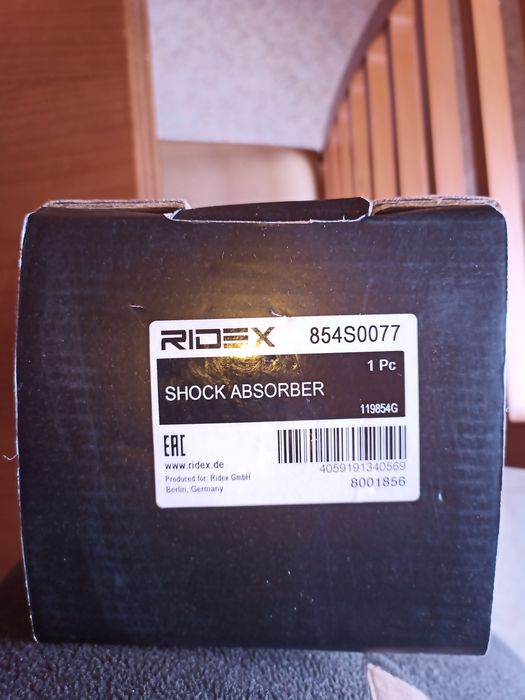 RIDEX 854S0077
1 Pc
SHOCK ABSORBER
119854G
EAC
www.ridex.de
Produced for: Ridex GmbH
Berlin, Germany
4059191340569
8001856